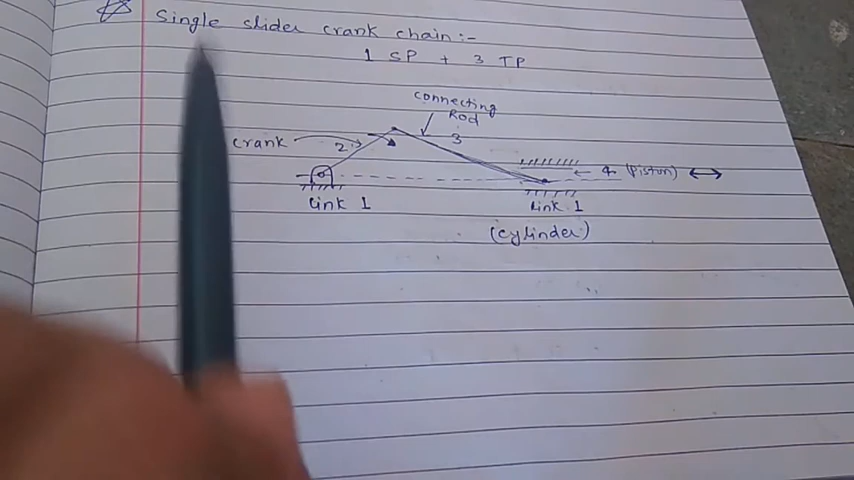 Single slider crank chain:-
1 SP + 3 TP
connecting
Rod
crank
2
3
4 (Piston)
Link 1
Link 1
(cylinder)